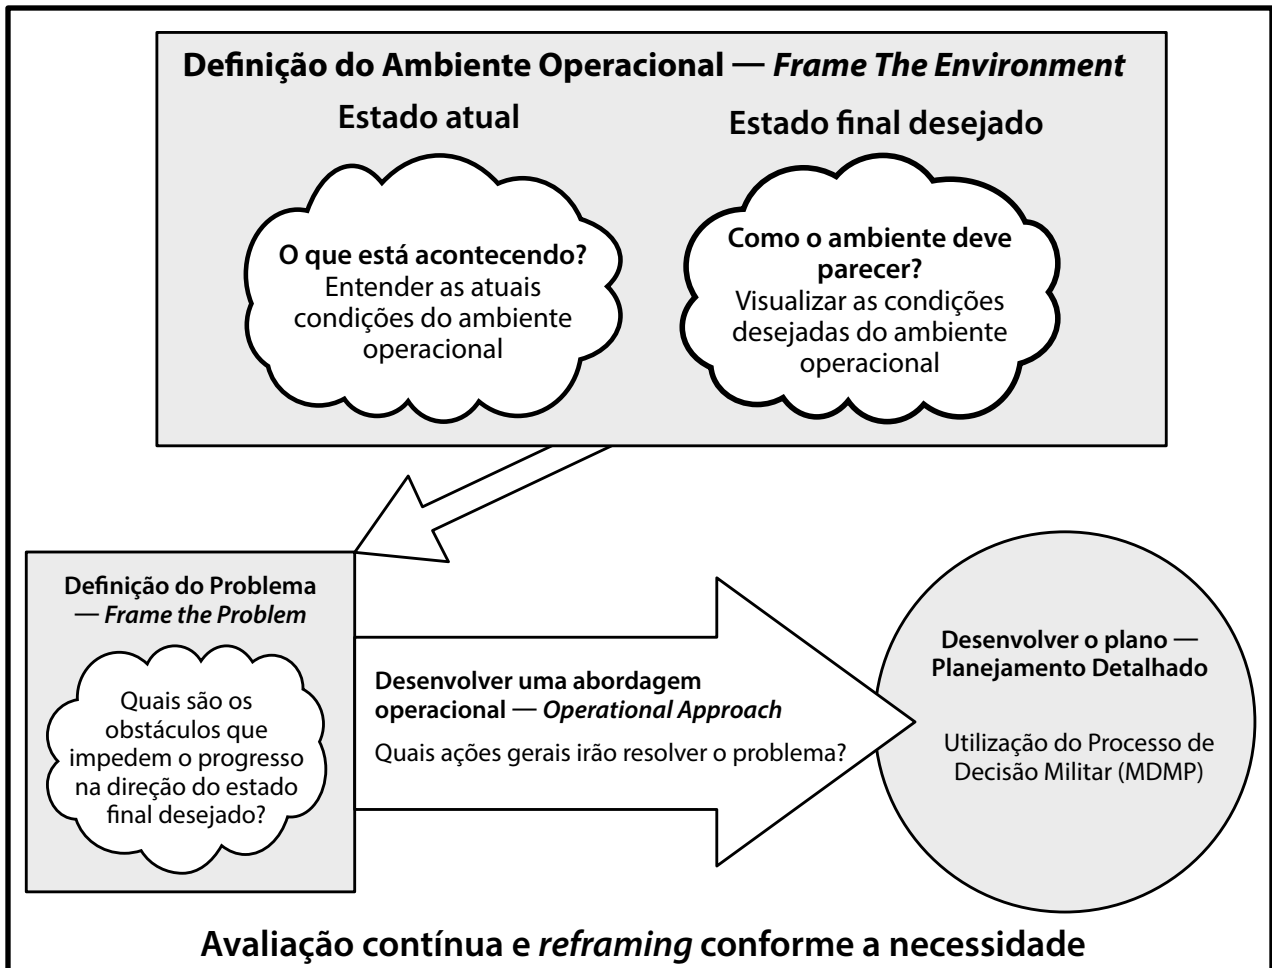 Definição do Ambiente Operacional — Frame The Environment
Estado atual
Estado final desejado
O que está acontecendo?
Entender as atuais
condições do ambiente
operacional
Como o ambiente deve
parecer?
Visualizar as condições
desejadas do ambiente
operacional
Definição do Problema
— Frame the Problem
Quais são os
obstáculos que
impedem o progresso
na direção do estado
final desejado?
Desenvolver uma abordagem
operacional — Operational Approach
Quais ações gerais irão resolver o problema?
Desenvolver o plano —
Planejamento Detalhado
Utilização do Processo de
Decisão Militar (MDMP)
Avaliação contínua e reframing conforme a necessidade